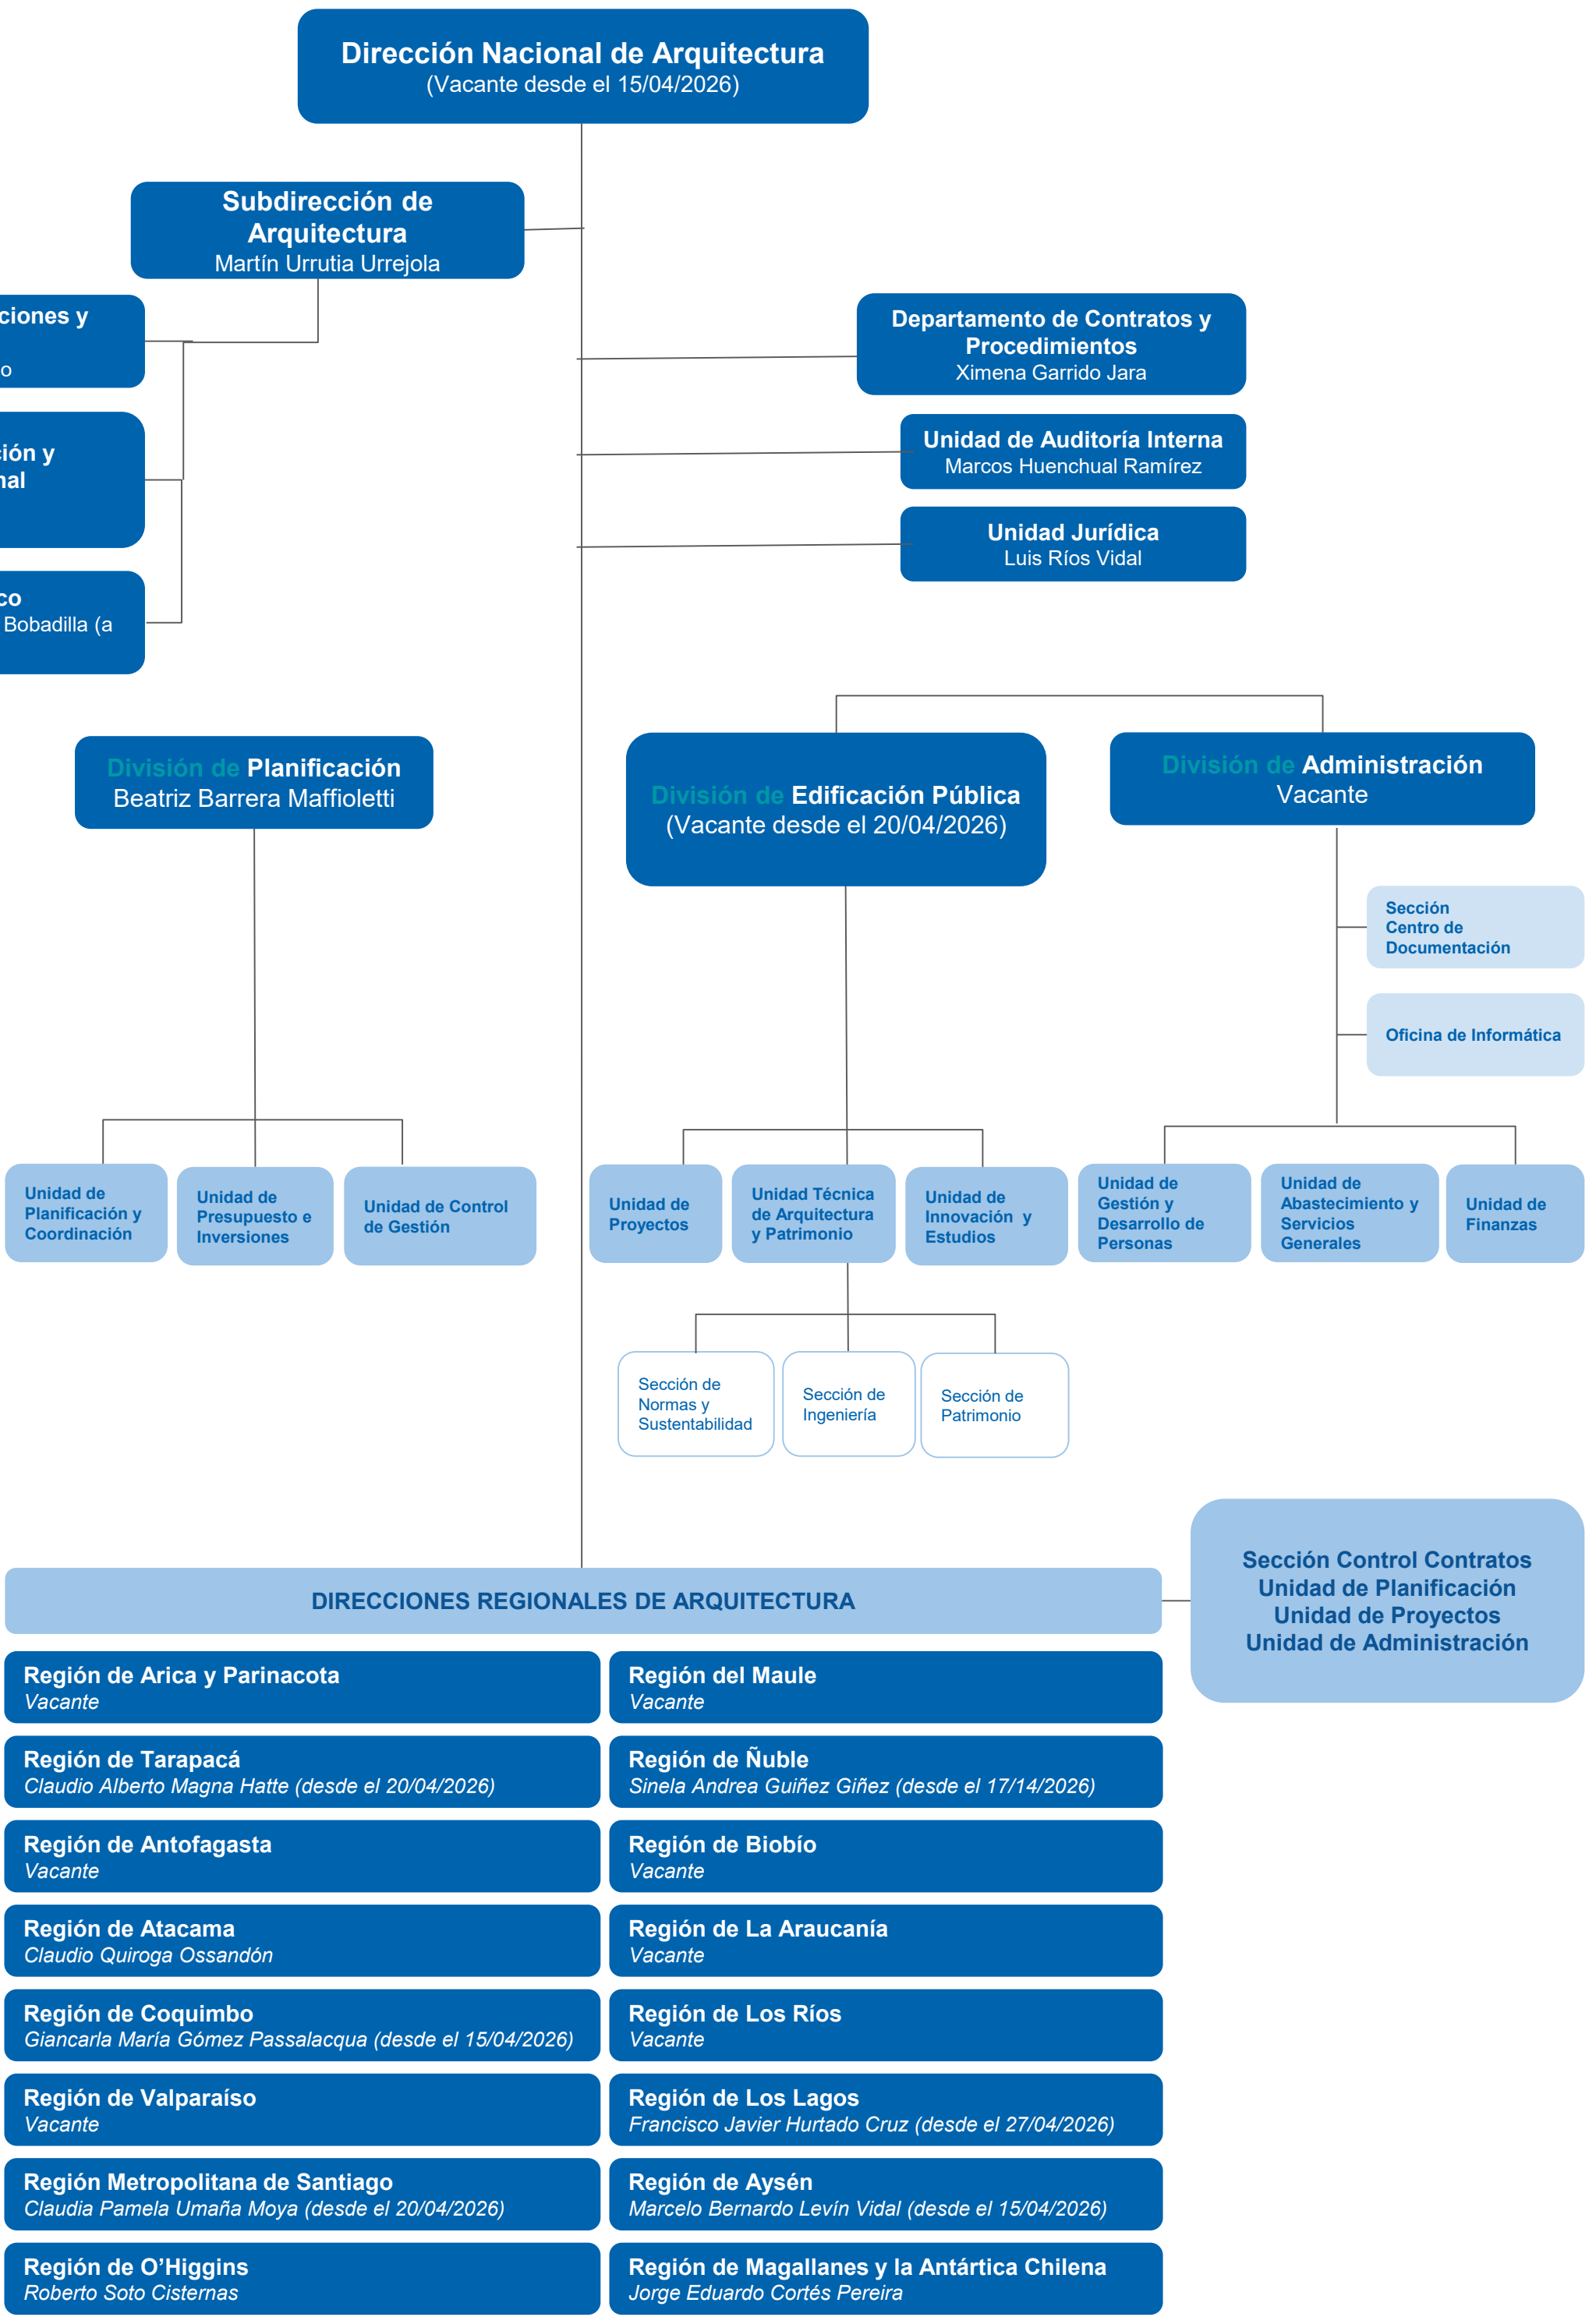 Dirección Nacional de Arquitectura
(Vacante desde el 15/04/2026)
Subdirección de
Arquitectura
Martín Urrutia Urrejola
ciones y
o
Departamento de Contratos y
Procedimientos
Ximena Garrido Jara
ión y
nal
Unidad de Auditoría Interna
Marcos Huenchual Ramírez
Unidad Jurídica
Luis Ríos Vidal
co
Bobadilla (a
División de Planificación
Beatriz Barrera Maffioletti
División de Edificación Pública
(Vacante desde el 20/04/2026)
División de Administración
Vacante
Sección
Centro de
Documentación
Oficina de Informática
Unidad de
Planificación y
Coordinación
Unidad de
Presupuesto e
Inversiones
Unidad de Control
de Gestión
Unidad de
Proyectos
Unidad Técnica
de Arquitectura
y Patrimonio
Unidad de
Innovación y
Estudios
Unidad de
Gestión y
Desarrollo de
Personas
Unidad de
Abastecimiento y
Servicios
Generales
Unidad de
Finanzas
Sección de
Normas y
Sustentabilidad
Sección de
Ingeniería
Sección de
Patrimonio
DIRECCIONES REGIONALES DE ARQUITECTURA
Sección Control Contratos
Unidad de Planificación
Unidad de Proyectos
Unidad de Administración
Región de Arica y Parinacota
Vacante
Región del Maule
Vacante
Región de Tarapacá
Claudio Alberto Magna Hatte (desde el 20/04/2026)
Región de Ñuble
Sinela Andrea Guiñez Giñez (desde el 17/14/2026)
Región de Antofagasta
Vacante
Región de Biobío
Vacante
Región de Atacama
Claudio Quiroga Ossandón
Región de La Araucanía
Vacante
Región de Coquimbo
Giancarla María Gómez Passalacqua (desde el 15/04/2026)
Región de Los Ríos
Vacante
Región de Valparaíso
Vacante
Región de Los Lagos
Francisco Javier Hurtado Cruz (desde el 27/04/2026)
Región Metropolitana de Santiago
Claudia Pamela Umaña Moya (desde el 20/04/2026)
Región de Aysén
Marcelo Bernardo Levín Vidal (desde el 15/04/2026)
Región de O’Higgins
Roberto Soto Cisternas
Región de Magallanes y la Antártica Chilena
Jorge Eduardo Cortés Pereira